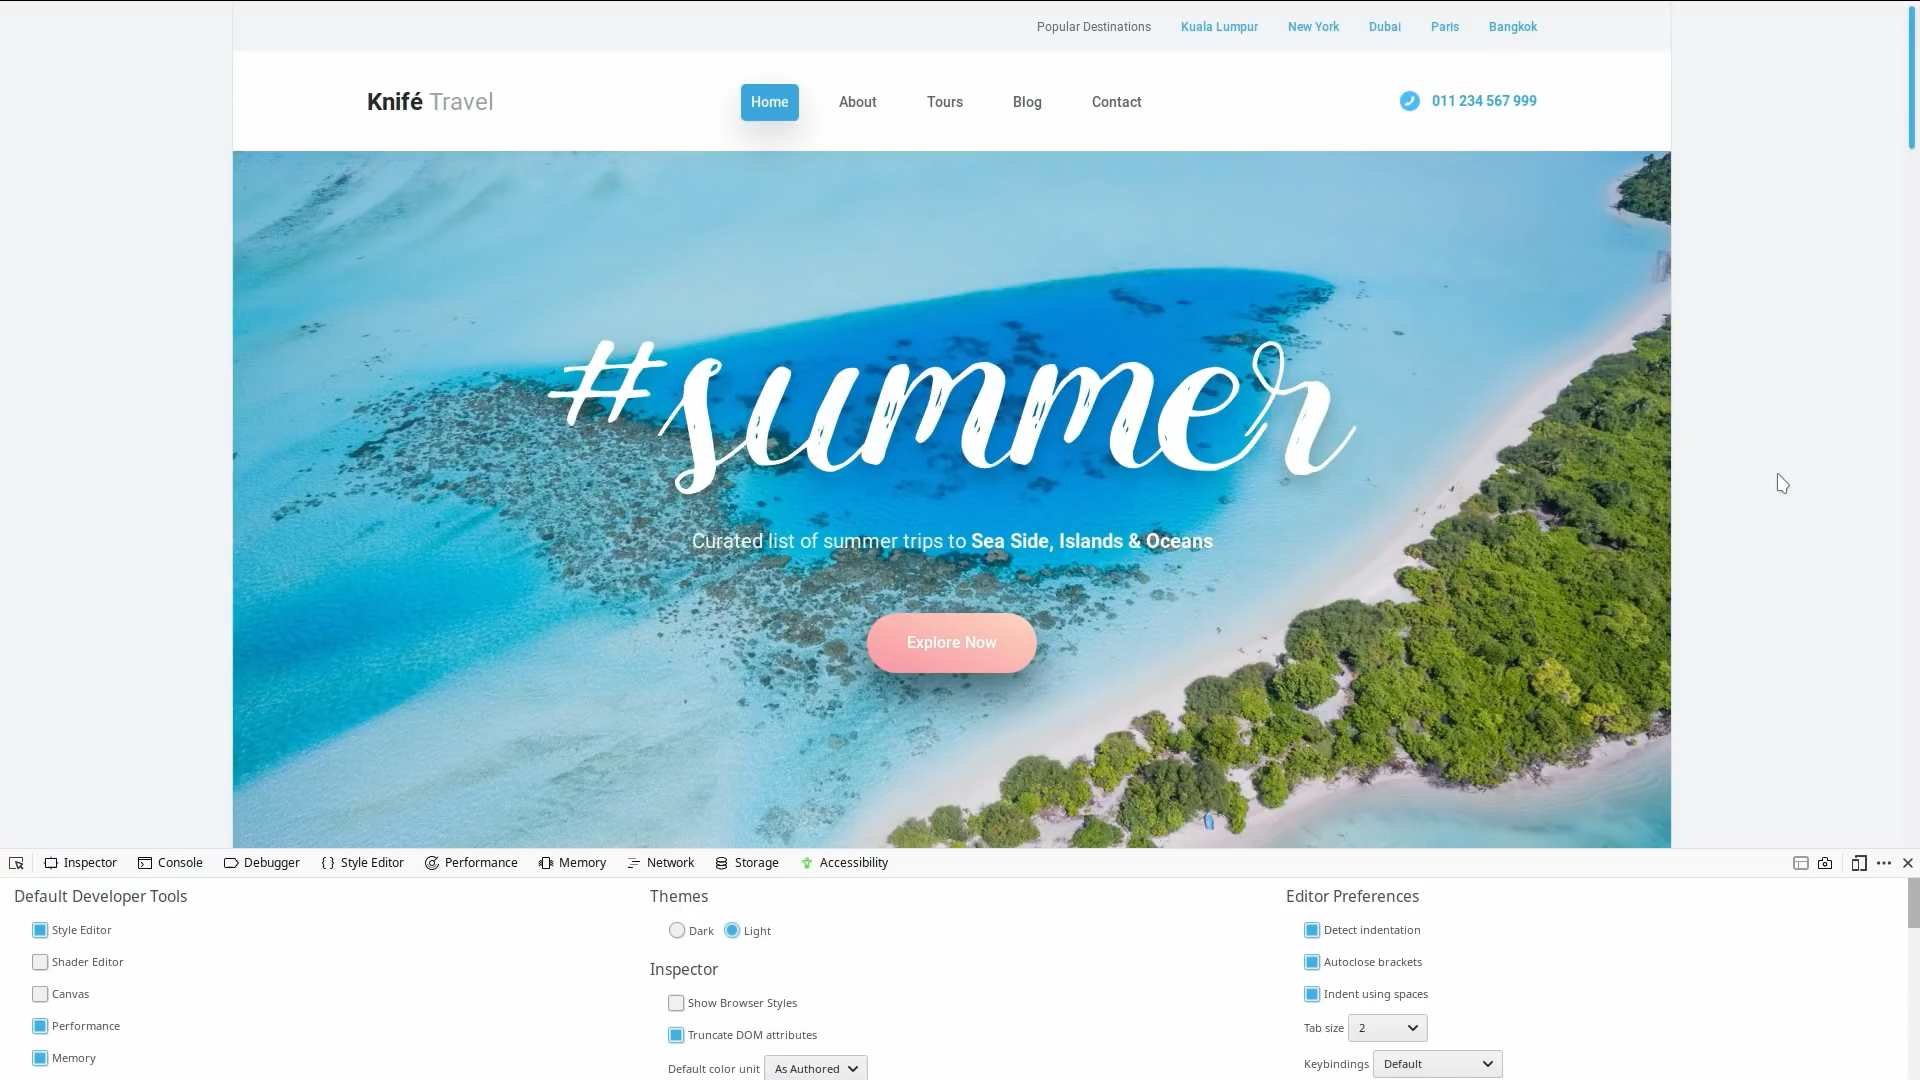 Popular Destinations Kuala Lumpur New York Dubai Paris Bangkok
Knifé Travel Home About Tours Blog Contact 011 234 567 999
#summer
Curated list of summer trips to Sea Side, Islands & Oceans
Explore Now
Inspector Console Debugger Style Editor Performance Memory Network Storage Accessibility
Default Developer Tools
Style Editor
Shader Editor
Canvas
Performance
Memory
Themes
Dark Light
Inspector
Show Browser Styles
Truncate DOM attributes
Default color unit As Authored
Editor Preferences
Detect indentation
Autoclose brackets
Indent using spaces
Tab size 2
Keybindings Default